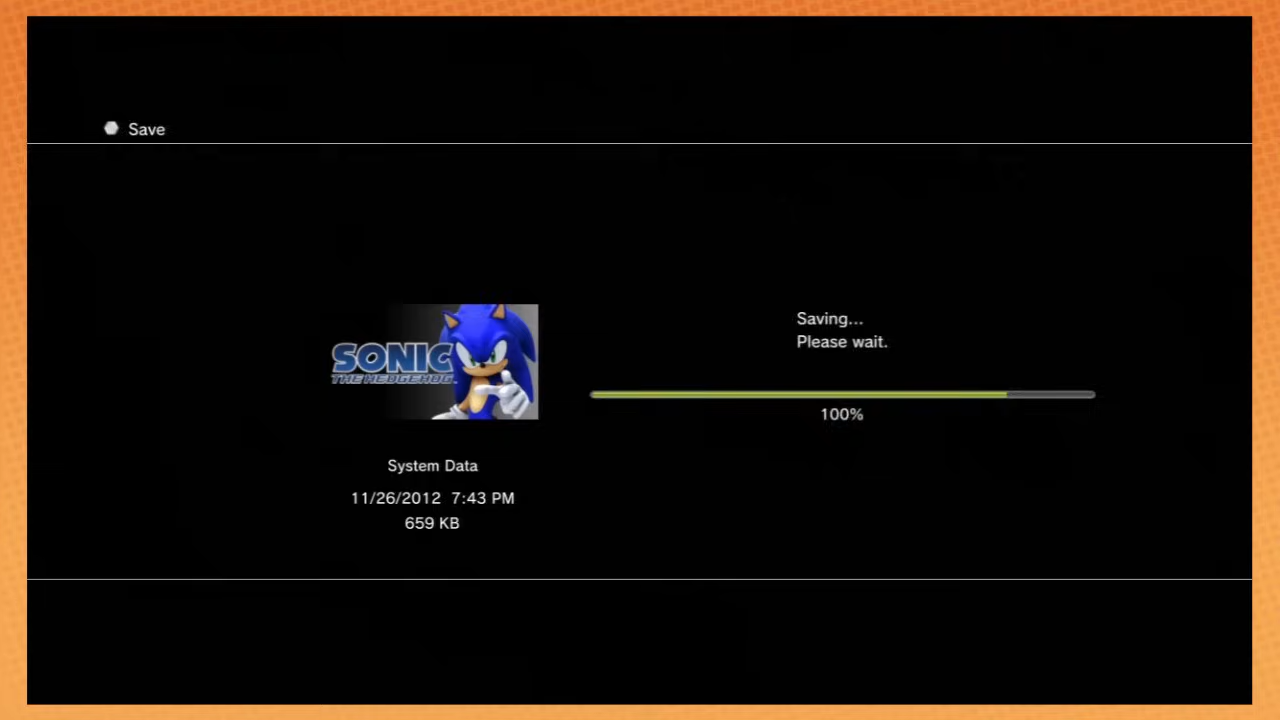 Save
SONIC
THE HEDGEHOG
Saving...
Please wait.
100%
System Data
11/26/2012 7:43 PM
659 KB